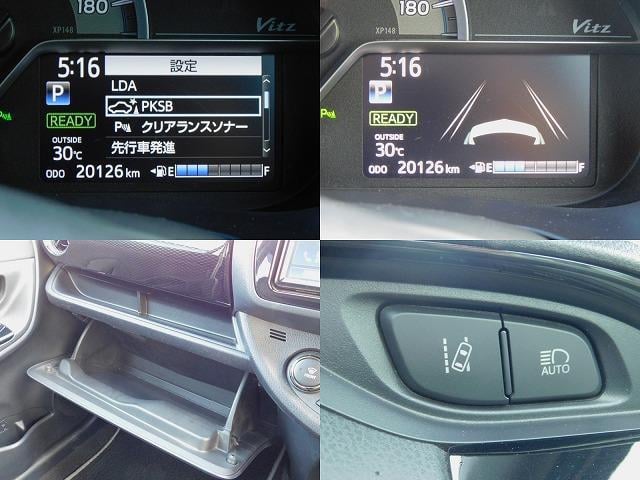 180
XP148
Vitz
5:16
設定
P
LDA
PKSB
READY
P クリアランスソナー
OUTSIDE
30℃
先行車発進
ODO 20126 km
E F
180
XP148
Vitz
5:16
P
READY
OUTSIDE
30℃
ODO 20126 km
E F
AUTO